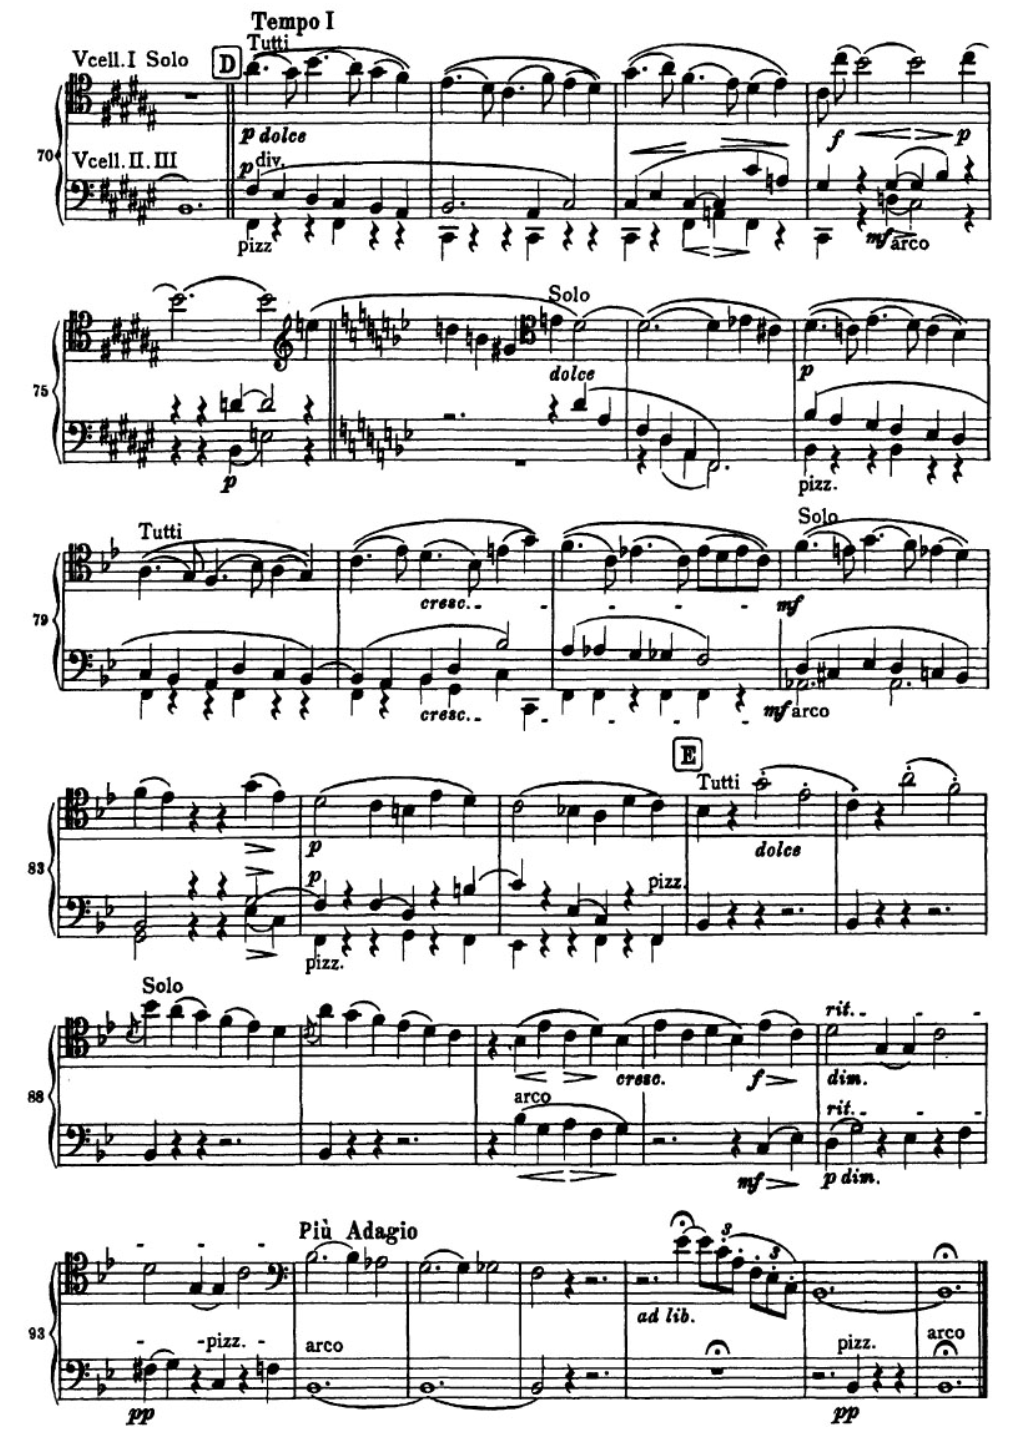 Tempo I
Vcell. I Solo D Tutti
p dolce
f p
70 Vcell. II. III p div.
pizz mf arco
Solo
dolce p
75
p pizz.
Tutti Solo
cresc. mf
79
cresc. mf arco
E
Tutti
p dolce
83 p pizz.
pizz.
Solo rit.
cresc. f dim.
88 arco rit.
mf p dim.
Più Adagio
3 3
ad lib.
93 pizz. arco pizz. arco
pp pp